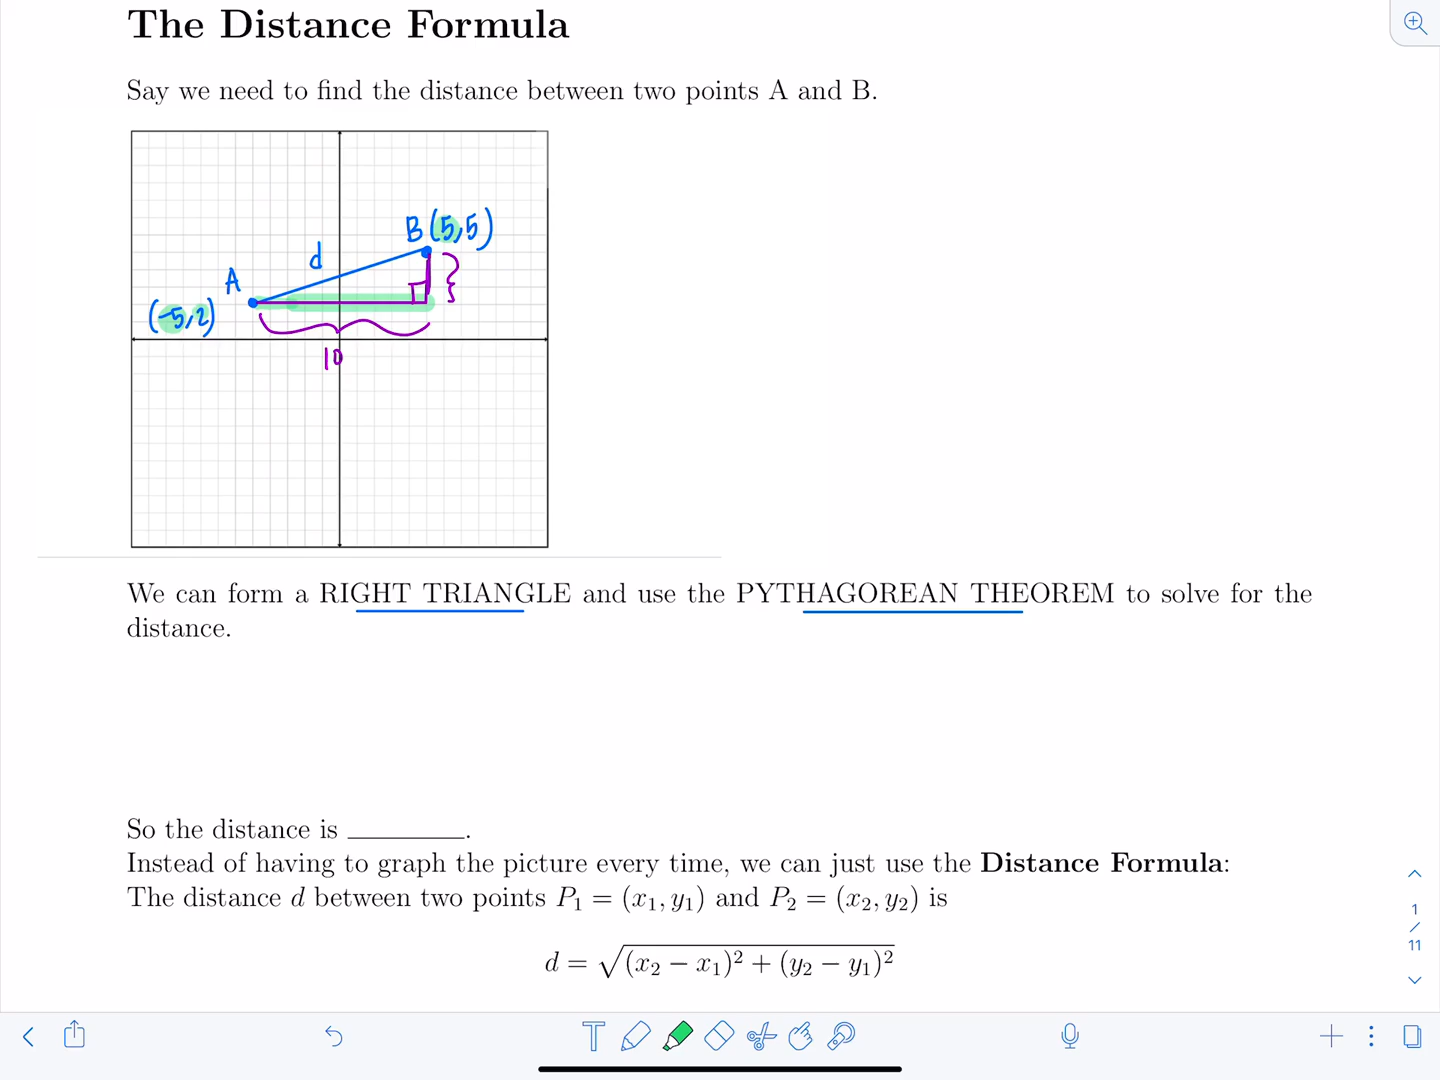 The Distance Formula
Say we need to find the distance between two points A and B.
B (5,5)
d
A
(-5,2)
10
We can form a RIGHT TRIANGLE and use the PYTHAGOREAN THEOREM to solve for the
distance.
So the distance is ________.
Instead of having to graph the picture every time, we can just use the Distance Formula:
The distance d between two points P₁ = (x₁, y₁) and P₂ = (x₂, y₂) is
d = √((x₂ − x₁)² + (y₂ − y₁)²)
1
/
11